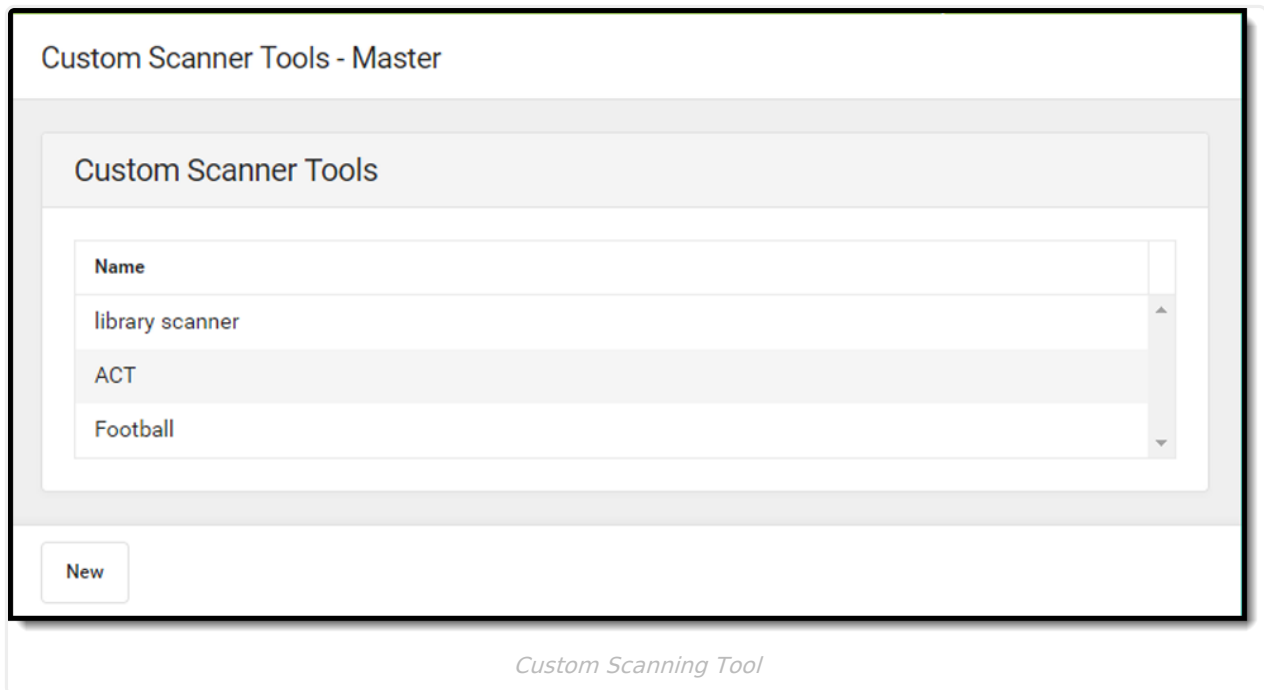 Custom Scanner Tools - Master
Custom Scanner Tools
Name
library scanner
ACT
Football
New
Custom Scanning Tool